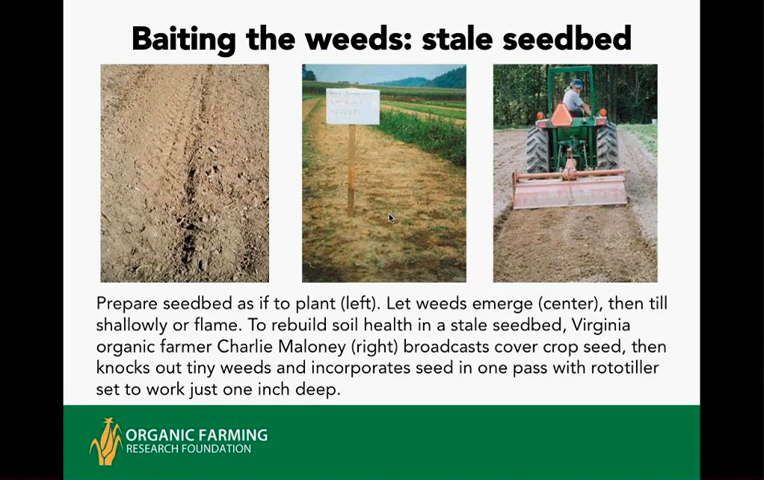 Baiting the weeds: stale seedbed
Prepare seedbed as if to plant (left). Let weeds emerge (center), then till
shallowly or flame. To rebuild soil health in a stale seedbed, Virginia
organic farmer Charlie Maloney (right) broadcasts cover crop seed, then
knocks out tiny weeds and incorporates seed in one pass with rototiller
set to work just one inch deep.
ORGANIC FARMING
RESEARCH FOUNDATION